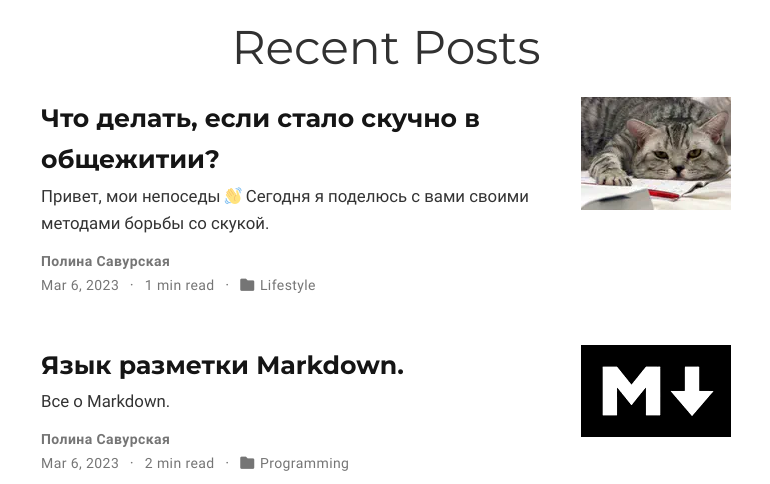 Recent Posts
Что делать, если стало скучно в
общежитии?
Привет, мои непоседы 👋 Сегодня я поделюсь с вами своими
методами борьбы со скукой.
Полина Савурская
Mar 6, 2023 · 1 min read · Lifestyle
Язык разметки Markdown.
Все о Markdown.
Полина Савурская
Mar 6, 2023 · 2 min read · Programming
M